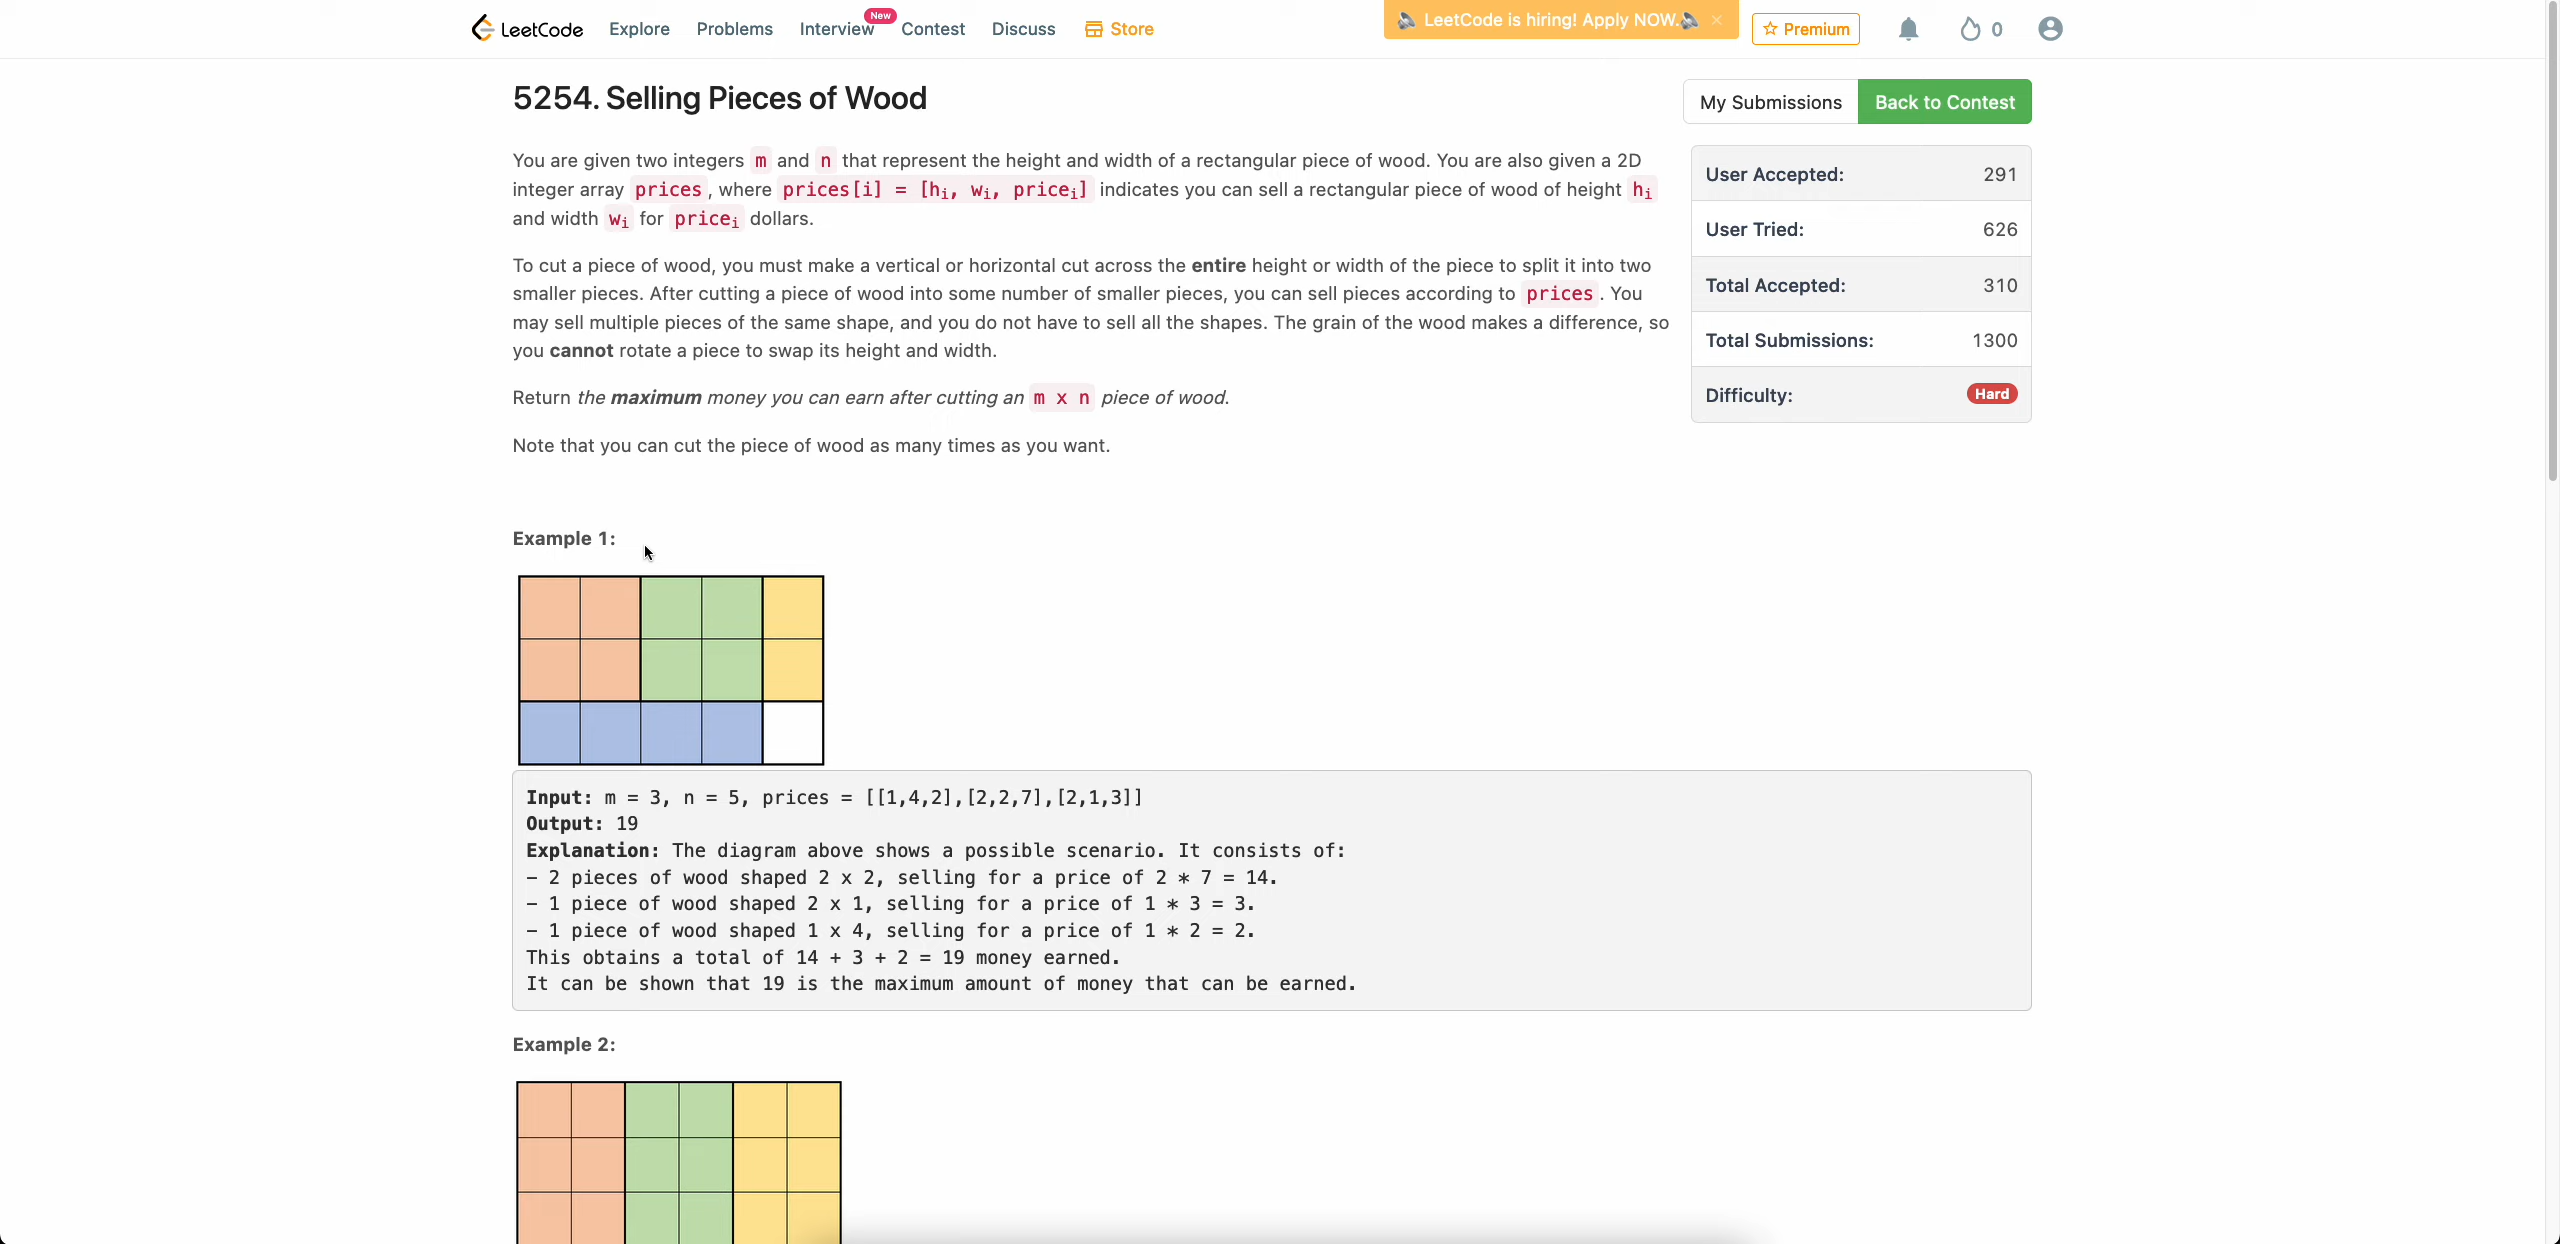 LeetCode Explore Problems Interview New Contest Discuss Store LeetCode is hiring! Apply NOW. × Premium 0
5254. Selling Pieces of Wood
My Submissions Back to Contest
You are given two integers m and n that represent the height and width of a rectangular piece of wood. You are also given a 2D
integer array prices, where prices[i] = [hi, wi, pricei] indicates you can sell a rectangular piece of wood of height hi
and width wi for pricei dollars.
To cut a piece of wood, you must make a vertical or horizontal cut across the entire height or width of the piece to split it into two
smaller pieces. After cutting a piece of wood into some number of smaller pieces, you can sell pieces according to prices. You
may sell multiple pieces of the same shape, and you do not have to sell all the shapes. The grain of the wood makes a difference, so
you cannot rotate a piece to swap its height and width.
Return the maximum money you can earn after cutting an m x n piece of wood.
Note that you can cut the piece of wood as many times as you want.
User Accepted: 291
User Tried: 626
Total Accepted: 310
Total Submissions: 1300
Difficulty: Hard
Example 1:
Input: m = 3, n = 5, prices = [[1,4,2],[2,2,7],[2,1,3]]
Output: 19
Explanation: The diagram above shows a possible scenario. It consists of:
- 2 pieces of wood shaped 2 x 2, selling for a price of 2 * 7 = 14.
- 1 piece of wood shaped 2 x 1, selling for a price of 1 * 3 = 3.
- 1 piece of wood shaped 1 x 4, selling for a price of 1 * 2 = 2.
This obtains a total of 14 + 3 + 2 = 19 money earned.
It can be shown that 19 is the maximum amount of money that can be earned.
Example 2: